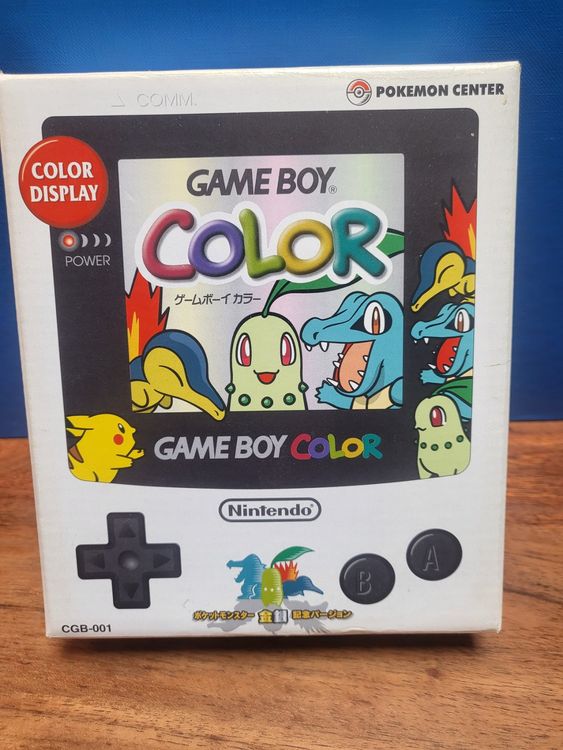 △ COMM.
POKEMON CENTER
COLOR
DISPLAY
GAME BOY®
COLOR
ゲームボーイカラー
POWER
GAME BOY COLOR
Nintendo®
B
A
ポケットモンスター 金銀 記念バージョン
CGB-001